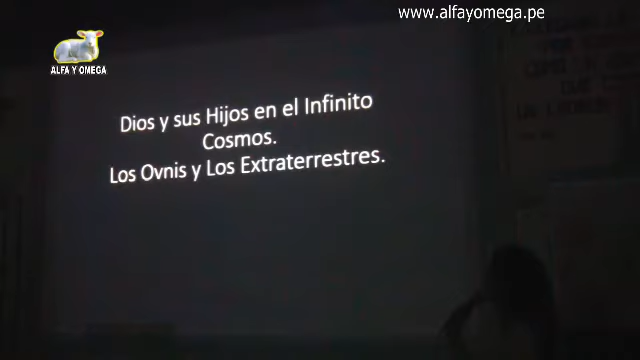 www.alfayomega.pe
ALFA Y OMEGA
Dios y sus Hijos en el Infinito
Cosmos.
Los Ovnis y Los Extraterrestres.